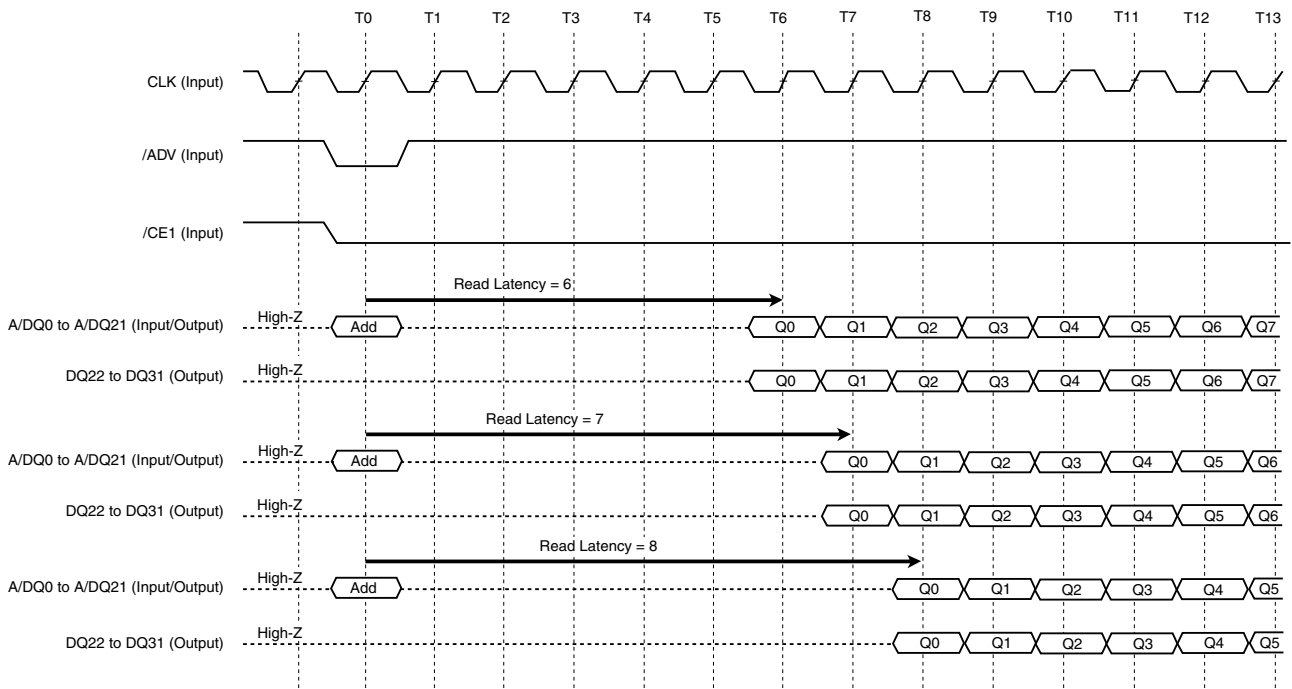 T0 T1 T2 T3 T4 T5 T6 T7 T8 T9 T10 T11 T12 T13
CLK (Input)
/ADV (Input)
/CE1 (Input)
Read Latency = 6
A/DQ0 to A/DQ21 (Input/Output) High-Z Add Q0 Q1 Q2 Q3 Q4 Q5 Q6 Q7
DQ22 to DQ31 (Output) High-Z Q0 Q1 Q2 Q3 Q4 Q5 Q6 Q7
Read Latency = 7
A/DQ0 to A/DQ21 (Input/Output) High-Z Add Q0 Q1 Q2 Q3 Q4 Q5 Q6
DQ22 to DQ31 (Output) High-Z Q0 Q1 Q2 Q3 Q4 Q5 Q6
Read Latency = 8
A/DQ0 to A/DQ21 (Input/Output) High-Z Add Q0 Q1 Q2 Q3 Q4 Q5
DQ22 to DQ31 (Output) High-Z Q0 Q1 Q2 Q3 Q4 Q5